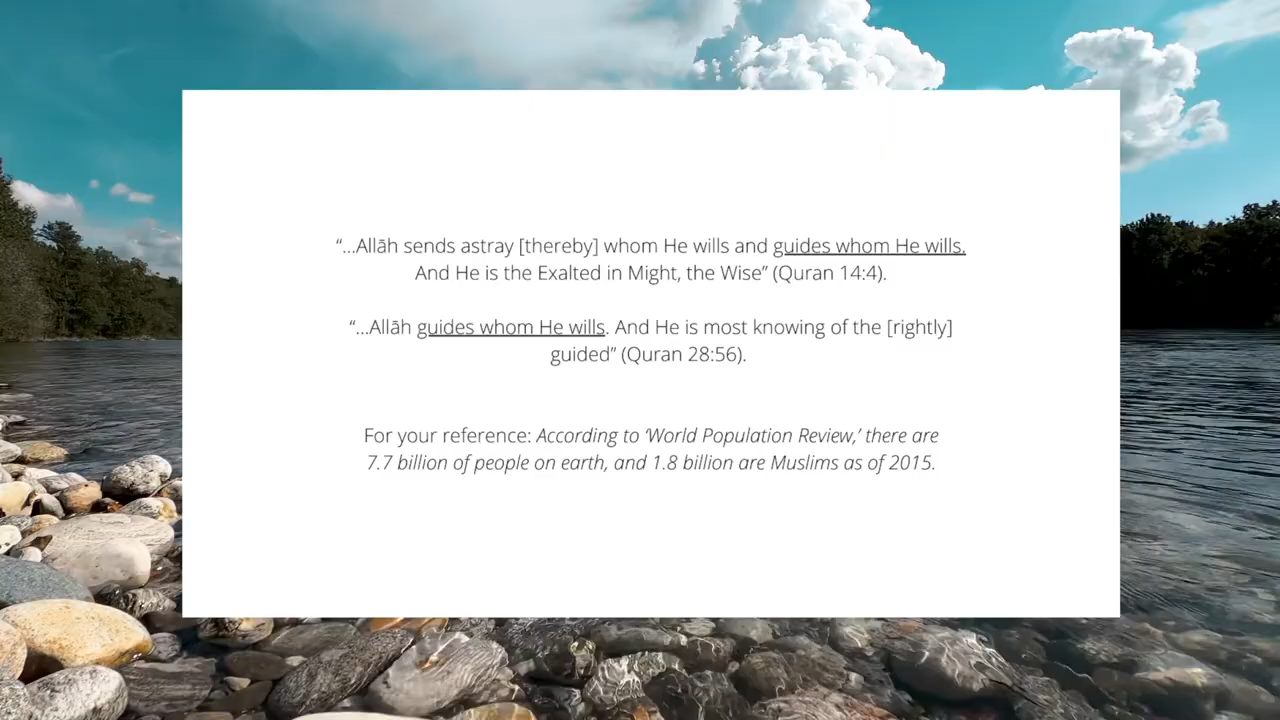 “...Allāh sends astray [thereby] whom He wills and guides whom He wills.
And He is the Exalted in Might, the Wise” (Quran 14:4).
“...Allāh guides whom He wills. And He is most knowing of the [rightly]
guided” (Quran 28:56).
For your reference: According to ‘World Population Review,’ there are
7.7 billion of people on earth, and 1.8 billion are Muslims as of 2015.